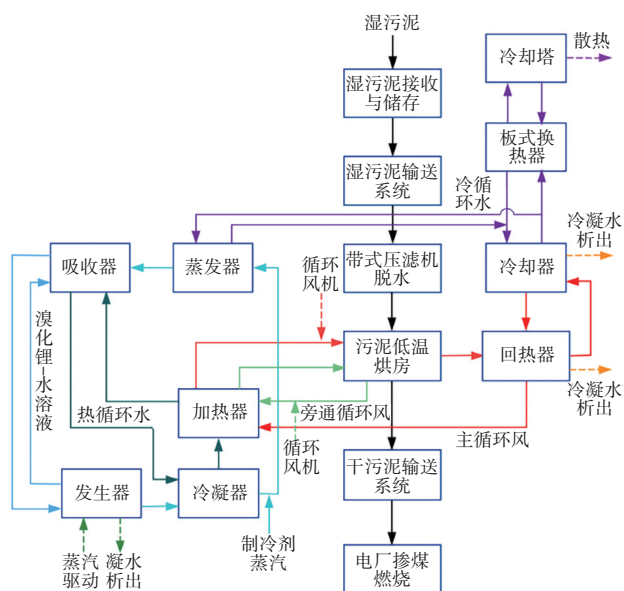 湿污泥
散热
冷却塔
湿污泥接收
与储存
板式换
热器
湿污泥输送
系统
冷循
环水
冷凝水
析出
吸收器
蒸发器
循环
风机
带式压滤机
脱水
冷却器
溴化锂-水溶液
污泥低温
烘房
回热器
加热器
热循环水
旁通循环风
冷凝水
析出
循环
风机
主循环风
发生器
冷凝器
干污泥输送
系统
蒸汽
驱动
凝水
析出
制冷剂
蒸汽
电厂掺煤
燃烧